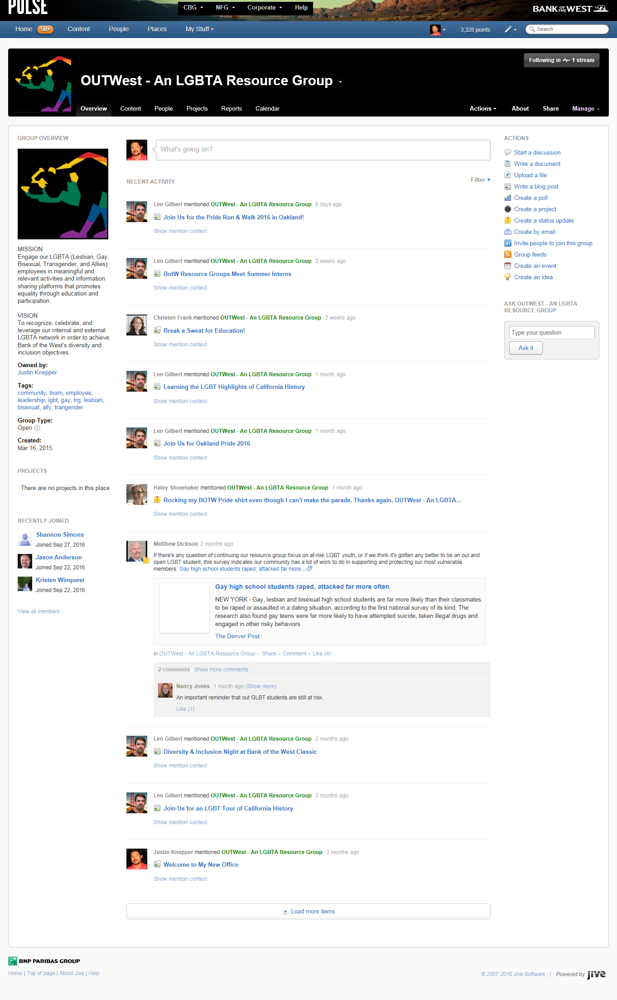 PULSE
CBG NFG Corporate Help
BANK OF THE WEST
Home 50+ Content People Places My Stuff
3,328 points
Search
Following in 1 stream
OUTWest - An LGBTA Resource Group
Overview Content People Projects Reports Calendar
Actions About Share Manage
GROUP OVERVIEW
MISSION
Engage our LGBTA (Lesbian, Gay,
Bisexual, Transgender, and Allies)
employees in meaningful and
relevant activities and information
sharing platforms that promotes
equality through education and
participation.
VISION
To recognize, celebrate, and
leverage our internal and external
LGBTA network in order to achieve
Bank of the West's diversity and
inclusion objectives.
Owned by:
Justin Knepper
Tags:
community, team, employee,
leadership, lgbt, gay, trg, lesbian,
bisexual, ally, trangender
Group Type:
Open ?
Created:
Mar 16, 2015
PROJECTS
There are no projects in this place
RECENTLY JOINED
Shannon Simons
Joined Sep 27, 2016
Jason Anderson
Joined Sep 22, 2016
Kristen Winquest
Joined Sep 22, 2016
View all members
What's going on?
RECENT ACTIVITY
Filter
Len Gilbert mentioned OUTWest - An LGBTA Resource Group 6 days ago
Join Us for the Pride Run & Walk 2016 in Oakland!
Show mention context
Len Gilbert mentioned OUTWest - An LGBTA Resource Group 2 weeks ago
BotW Resource Groups Meet Summer Interns
Show mention context
Christen Frank mentioned OUTWest - An LGBTA Resource Group 2 weeks ago
Break a Sweat for Education!
Show mention context
Len Gilbert mentioned OUTWest - An LGBTA Resource Group 1 month ago
Learning the LGBT Highlights of California History
Show mention context
Len Gilbert mentioned OUTWest - An LGBTA Resource Group 1 month ago
Join Us for Oakland Pride 2016
Show mention context
Haley Shoemaker mentioned OUTWest - An LGBTA Resource Group 1 month ago
Rocking my BOTW Pride shirt even though I can't make the parade. Thanks again, OUTWest - An LGBTA...
Show mention context
Matthew Dickson 2 months ago
If there's any question of continuing our resource group focus on at-risk LGBT youth, or if we think it's gotten any better to be an out and
open LGBT student, this survey indicates our community has a lot of work to do in supporting and protecting our most vulnerable
members. Gay high school students raped, attacked far more...
Gay high school students raped, attacked far more often
NEW YORK - Gay, lesbian and bisexual high school students are far more likely than their classmates
to be raped or assaulted in a dating situation, according to the first national survey of its kind. The
research also found gay teens were far more likely to have attempted suicide, taken illegal drugs and
engaged in other risky behaviors.
The Denver Post
in OUTWest - An LGBTA Resource Group • Share • Comment • Like (4)
2 comments Show more comments
Nancy Jones 1 month ago (Show more)
An important reminder that out GLBT students are still at risk.
Like (1)
Len Gilbert mentioned OUTWest - An LGBTA Resource Group 2 months ago
Diversity & Inclusion Night at Bank of the West Classic
Show mention context
Len Gilbert mentioned OUTWest - An LGBTA Resource Group 2 months ago
Join Us for an LGBT Tour of California History
Show mention context
Justin Knepper mentioned OUTWest - An LGBTA Resource Group 3 months ago
Welcome to My New Office
Show mention context
Load more items
ACTIONS
Start a discussion
Write a document
Upload a file
Write a blog post
Create a poll
Create a project
Create a status update
Create by email
Invite people to join this group
Group feeds
Create an event
Create an idea
ASK OUTWEST - AN LGBTA
RESOURCE GROUP
Type your question
Ask it
BNP PARIBAS GROUP
Home | Top of page | About Jive | Help
© 2007-2016 Jive Software | Powered by jive